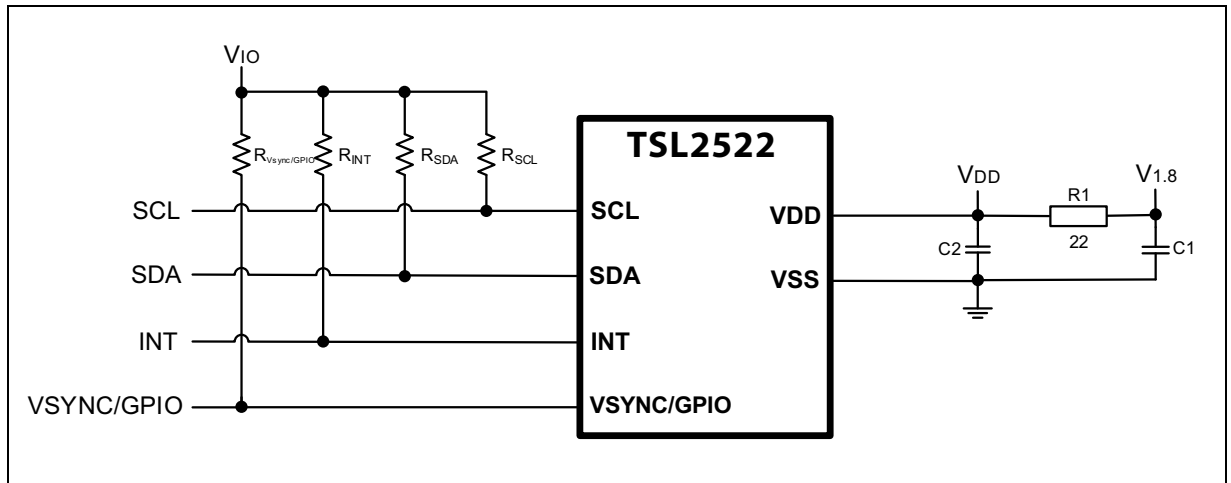 VIO
RVsync/GPIO RINT RSDA RSCL
TSL2522
VDD
R1
V1.8
SCL
SCL
VDD
C2
22
C1
SDA
SDA
VSS
INT
INT
VSYNC/GPIO
VSYNC/GPIO